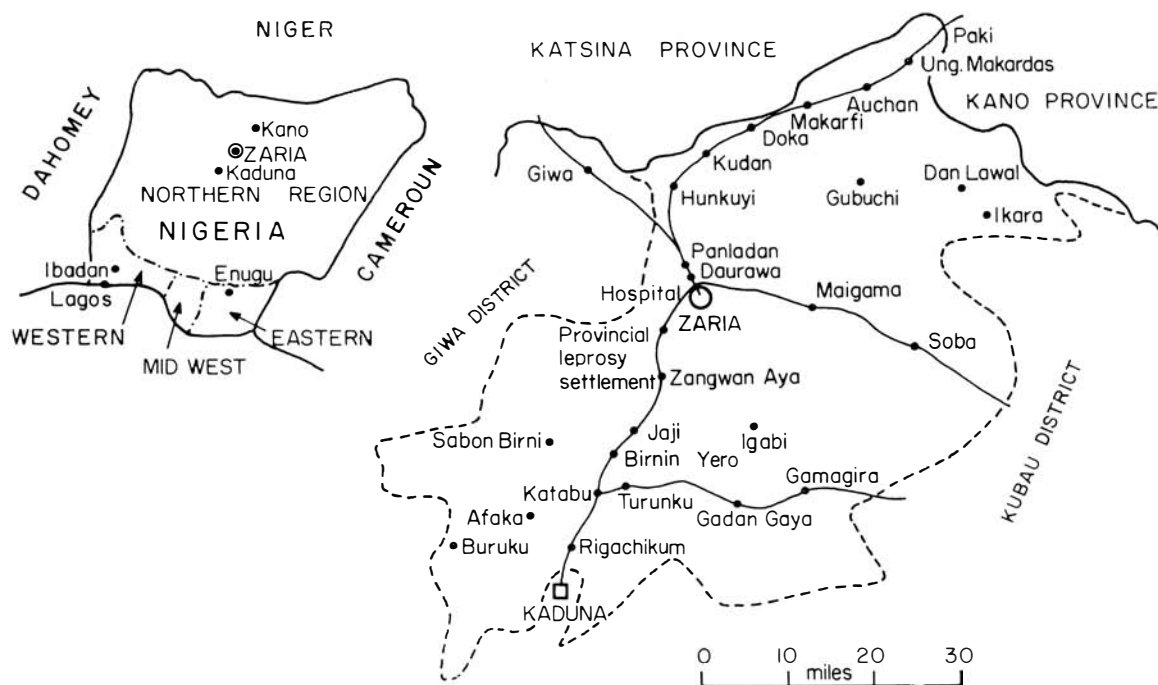 NIGER
DAHOMEY
Kano
ZARIA
Kaduna
NORTHERN REGION
NIGERIA
CAMEROUN
Ibadan
Enugu
Lagos
WESTERN
EASTERN
MID WEST
KATSINA PROVINCE
Paki
Ung. Makardas
Auchan
KANO PROVINCE
Makarfi
Doka
Kudan
Giwa
Hunkuyi
Gubuchi
Dan Lawal
Ikara
Panladan
Daurawa
Hospital
ZARIA
Maigama
GIWA DISTRICT
Provincial
leprosy
settlement
Soba
Zangwan Aya
KUBAU DISTRICT
Jaji
Igabi
Sabon Birni
Birnin Yero
Gamagira
Katabu
Turunku
Gadan Gaya
Afaka
Buruku
Rigachikum
KADUNA
0 10 20 30
miles